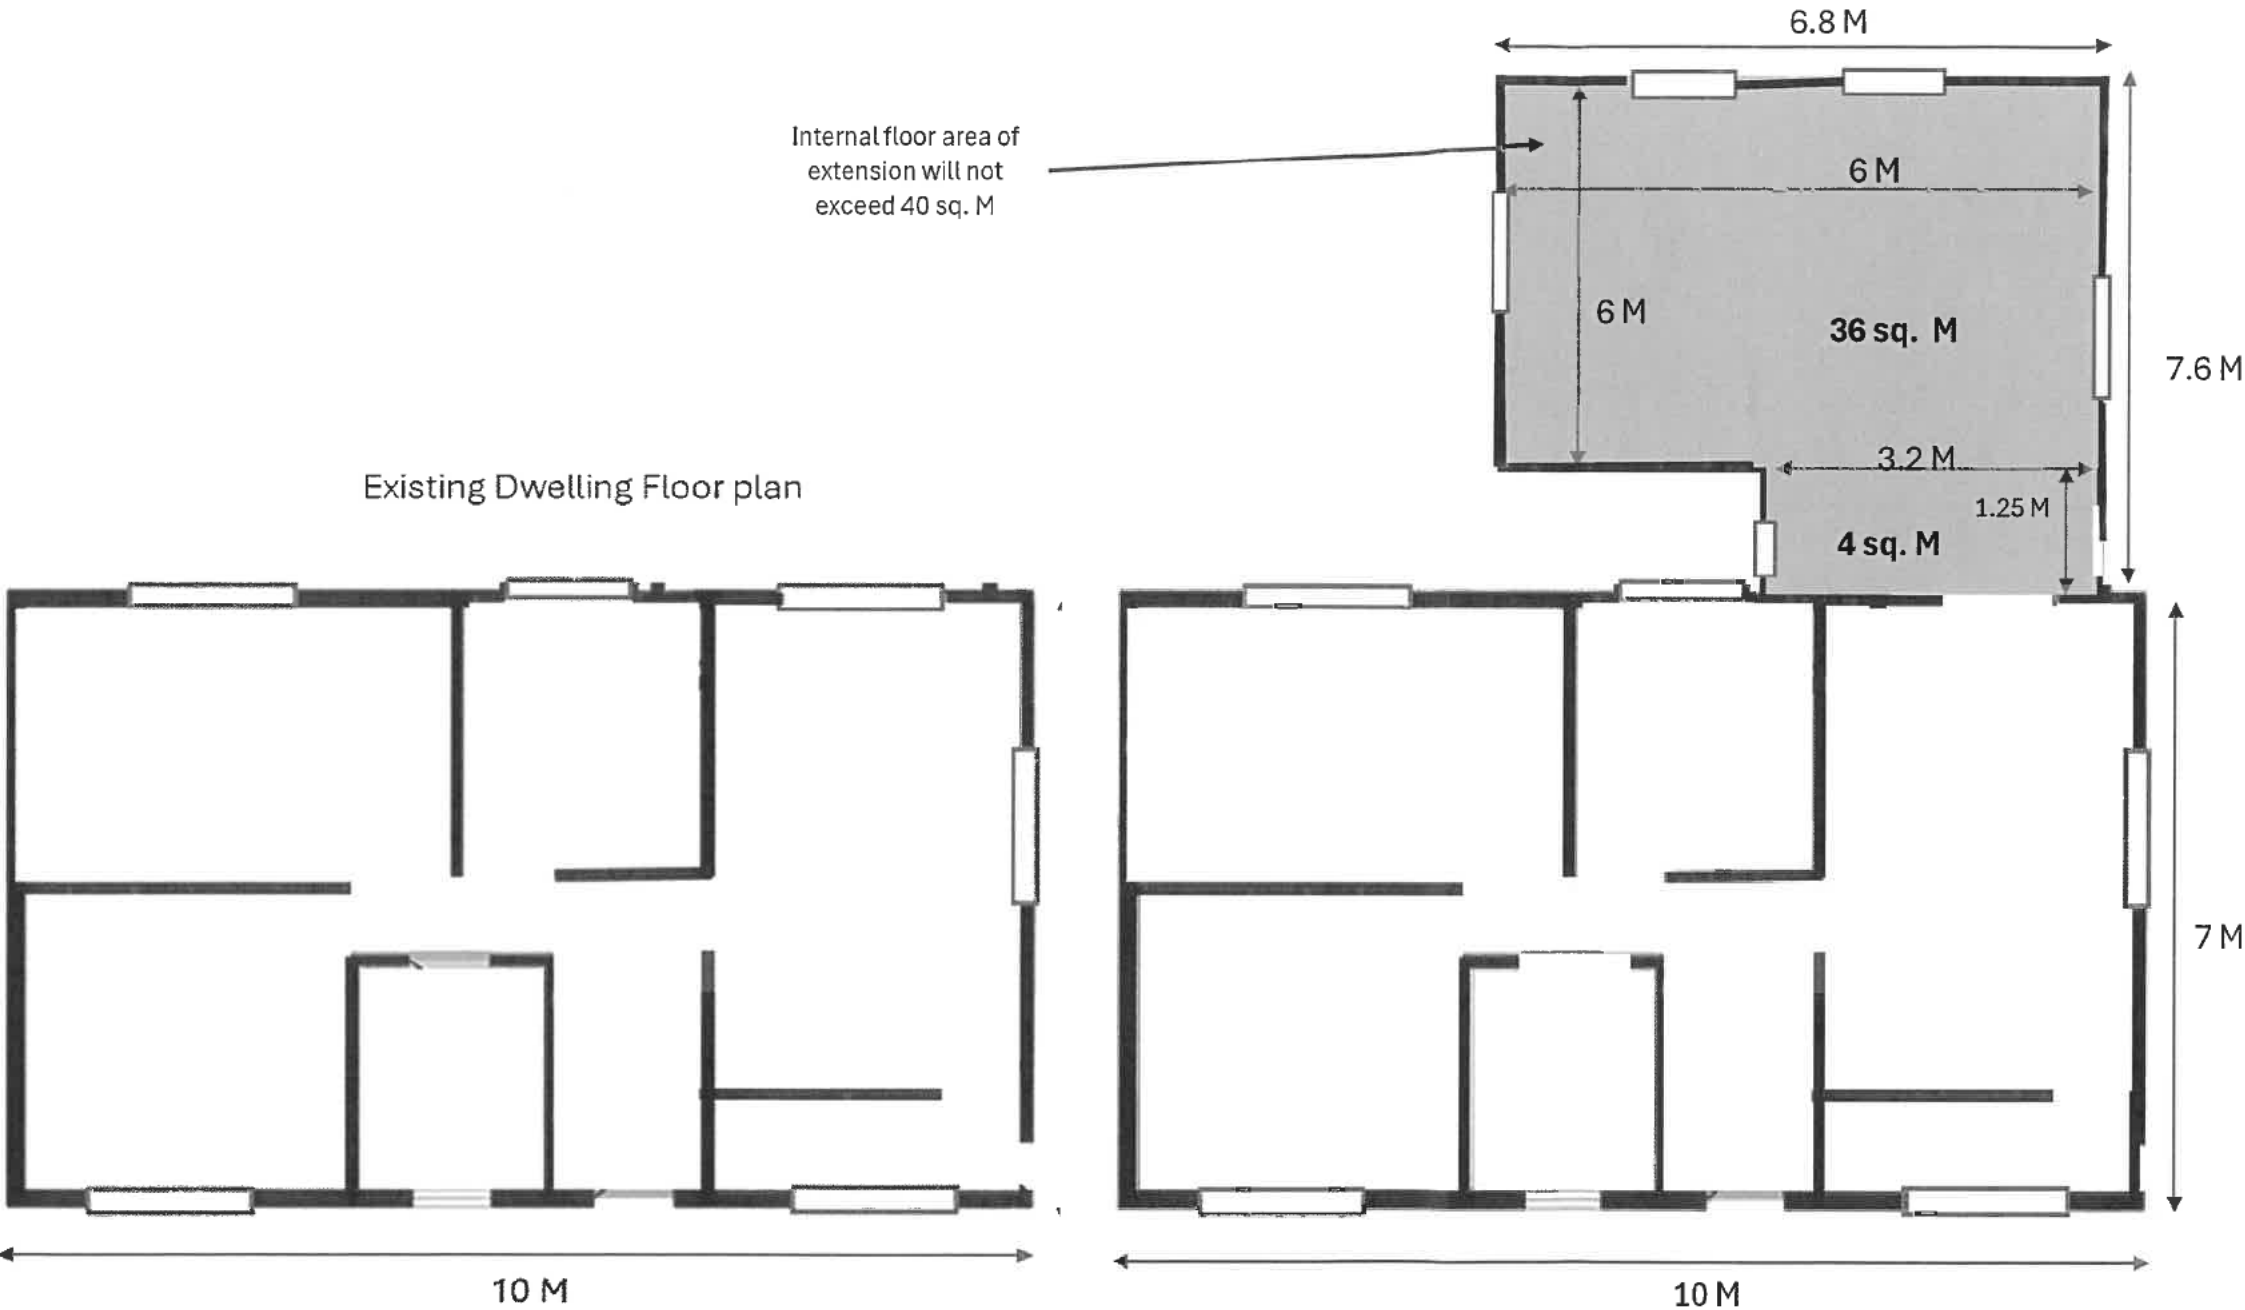 6.8 M
Internal floor area of
extension will not
exceed 40 sq. M
6 M
6 M
36 sq. M
7.6 M
3.2 M
Existing Dwelling Floor plan
1.25 M
4 sq. M
7 M
10 M
10 M